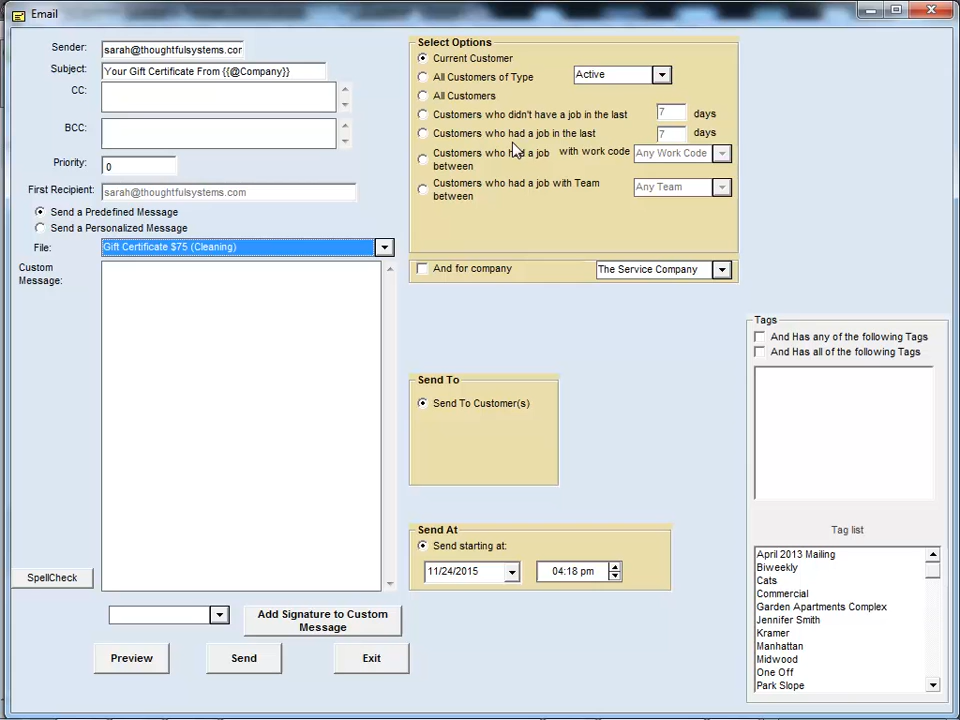 Email
Sender:
sarah@thoughtfulsystems.com
Subject:
Your Gift Certificate From {{@Company}}
CC:
BCC:
Priority:
0
First Recipient:
sarah@thoughtfulsystems.com
Send a Predefined Message
Send a Personalized Message
File:
Gift Certificate $75 (Cleaning)
Custom
Message:
SpellCheck
Add Signature to Custom
Message
Preview
Send
Exit
Select Options
Current Customer
All Customers of Type
Active
All Customers
Customers who didn't have a job in the last
7
days
Customers who had a job in the last
7
days
Customers who had a job
between
with work code
Any Work Code
Customers who had a job with Team
between
Any Team
And for company
The Service Company
Send To
Send To Customer(s)
Send At
Send starting at:
11/24/2015
04:18 pm
Tags
And Has any of the following Tags
And Has all of the following Tags
Tag list
April 2013 Mailing
Biweekly
Cats
Commercial
Garden Apartments Complex
Jennifer Smith
Kramer
Manhattan
Midwood
One Off
Park Slope